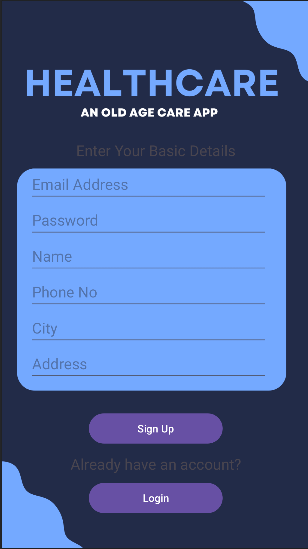 HEALTHCARE
AN OLD AGE CARE APP
Enter Your Basic Details
Email Address
Password
Name
Phone No
City
Address
Sign Up
Already have an account?
Login